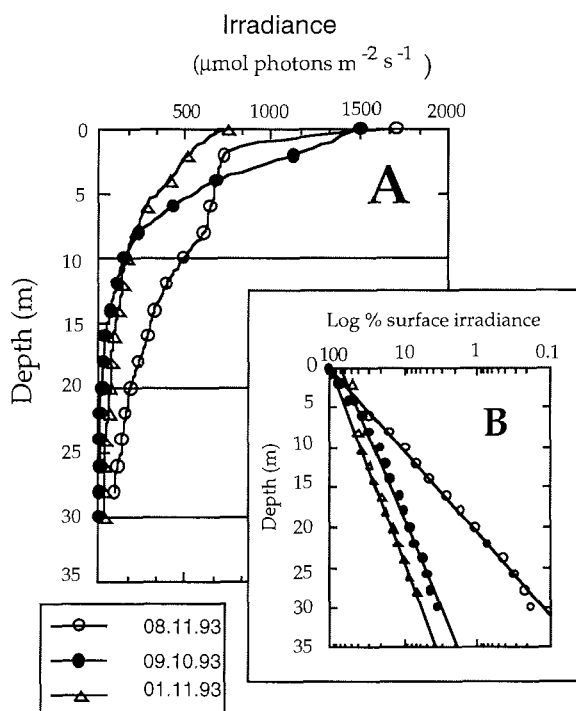 Irradiance
(µmol photons m⁻² s⁻¹)
500 1000 1500 2000
0
A
5
10
Depth (m)
15
20
25
30
35
Log % surface irradiance
100 10 1 0.1
0
B
5
10
Depth (m)
15
20
25
30
35
08.11.93
09.10.93
01.11.93